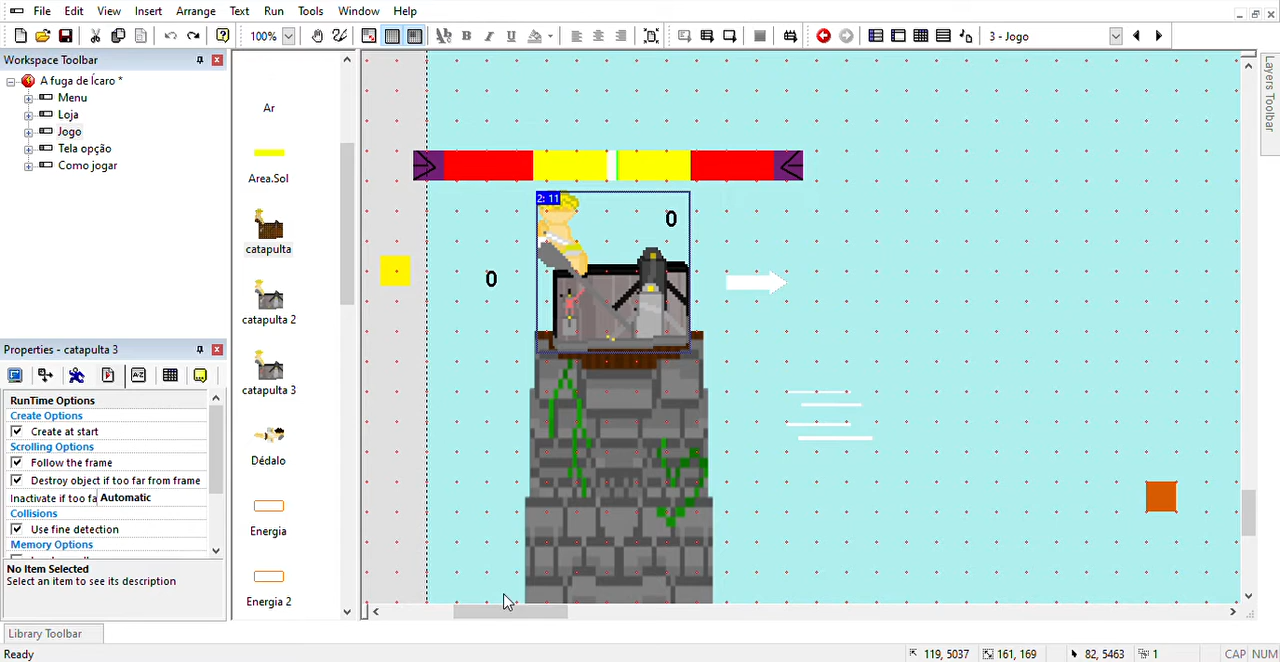 File Edit View Insert Arrange Text Run Tools Window Help
100% 3 - Jogo
Workspace Toolbar
A fuga de Ícaro *
Menu
Loja
Jogo
Tela opção
Como jogar
Properties - catapulta 3
RunTime Options
Create Options
Create at start
Scrolling Options
Follow the frame
Destroy object if too far from frame
Inactivate if too fa Automatic
Collisions
Use fine detection
Memory Options
No Item Selected
Select an item to see its description
Library Toolbar
Ar
Area.Sol
catapulta
catapulta 2
catapulta 3
Dédalo
Energia
Energia 2
2: 11
0
0
Layers Toolbar
Ready 119, 5037 161, 169 82, 5463 1 CAP NUM